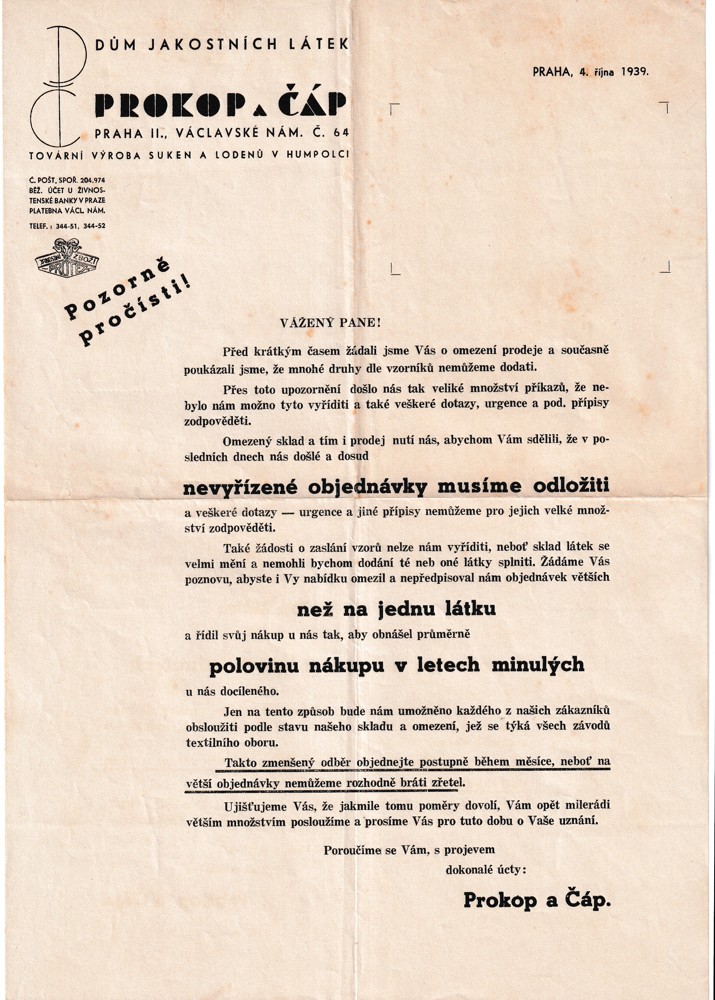 DŮM JAKOSTNÍCH LÁTEK
PROKOP A ČÁP
PRAHA II., VÁCLAVSKÉ NÁM. Č. 64
TOVÁRNÍ VÝROBA SUKEN A LODENŮ V HUMPOLCI
PRAHA, 4. října 1939.
Č. POŠT. SPOŘ. 204.974
BĚŽ. ÚČET U ŽIVNOS-
TENSKÉ BANKY V PRAZE
PLATEBNA VÁCL. NÁM.
TELEF.: 344-51, 344-52
Pozorně
pročísti!
VÁŽENÝ PANE!
Před krátkým časem žádali jsme Vás o omezení prodeje a současně
poukázali jsme, že mnohé druhy dle vzorníků nemůžeme dodati.
Přes toto upozornění došlo nás tak veliké množství příkazů, že ne-
bylo nám možno tyto vyříditi a také veškeré dotazy, urgence a pod. přípisy
zodpověděti.
Omezený sklad a tím i prodej nutí nás, abychom Vám sdělili, že v po-
sledních dnech nás došlé a dosud
nevyřízené objednávky musíme odložiti
a veškeré dotazy — urgence a jiné přípisy nemůžeme pro jejich velké množ-
ství zodpověděti.
Také žádosti o zaslání vzorů nelze nám vyříditi, neboť sklad látek se
velmi mění a nemohli bychom dodání té neb oné látky splniti. Žádáme Vás
poznovu, abyste i Vy nabídku omezil a nepředpisoval nám objednávek větších
než na jednu látku
a řídil svůj nákup u nás tak, aby obnášel průměrně
polovinu nákupu v letech minulých
u nás docíleného.
Jen na tento způsob bude nám umožněno každého z našich zákazníků
obsloužiti podle stavu našeho skladu a omezení, jež se týká všech závodů
textilního oboru.
Takto zmenšený odběr objednejte postupně během měsíce, neboť na
větší objednávky nemůžeme rozhodně bráti zřetel.
Ujišťujeme Vás, že jakmile tomu poměry dovolí, Vám opět milerádi
větším množstvím posloužíme a prosíme Vás pro tuto dobu o Vaše uznání.
Poroučíme se Vám, s projevem
dokonalé úcty:
Prokop a Čáp.